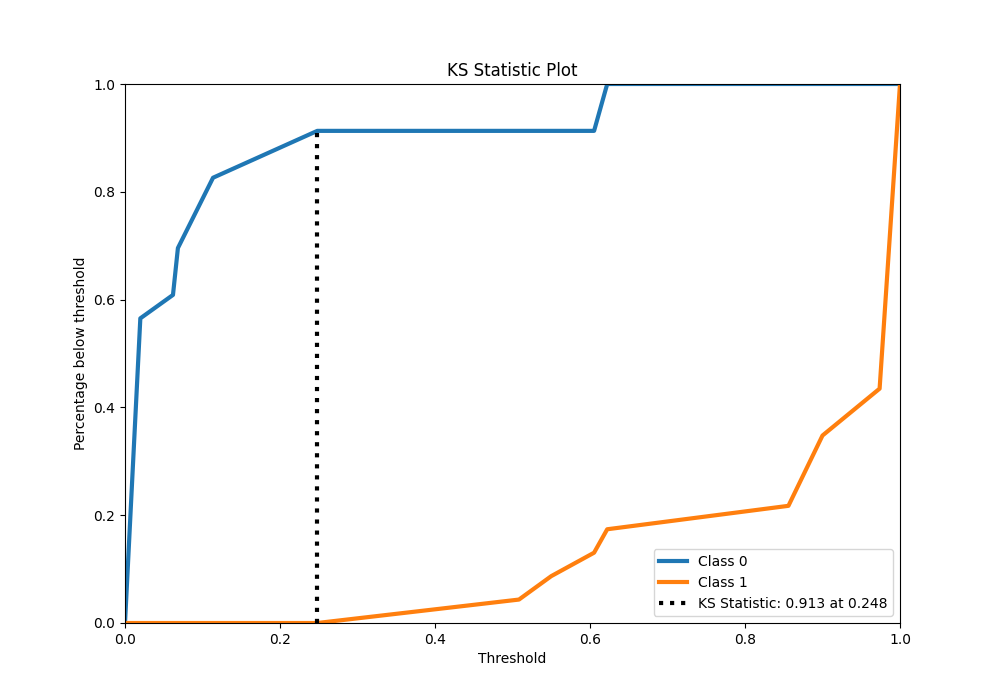 KS Statistic Plot
Percentage below threshold
1.0
0.8
0.6
0.4
0.2
0.0
0.0 0.2 0.4 0.6 0.8 1.0
Threshold
Class 0
Class 1
KS Statistic: 0.913 at 0.248